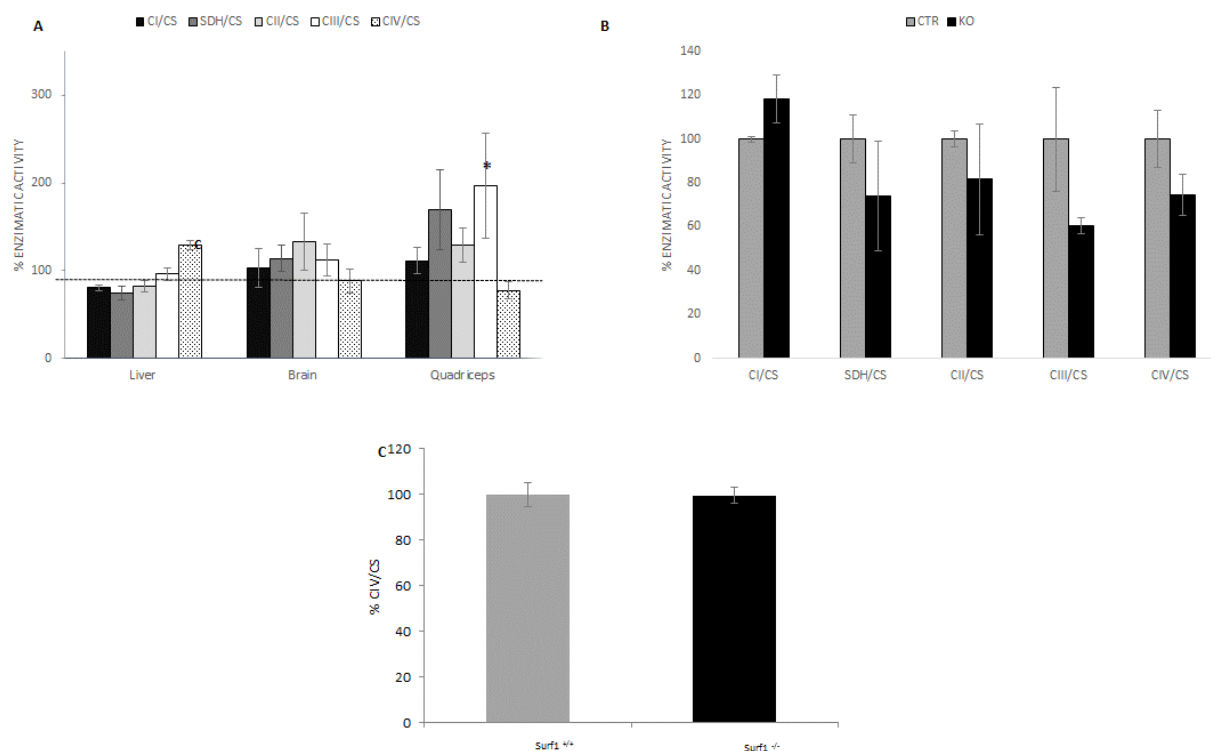 A
CI/CS SDH/CS CII/CS CIII/CS CIV/CS
% ENZIMATIC ACTIVITY
300
200
100
0
*
€
Liver Brain Quadriceps
B
CTR KO
% ENZIMATIC ACTIVITY
140
120
100
80
60
40
20
0
CI/CS SDH/CS CII/CS CIII/CS CIV/CS
C
% CIV/CS
120
100
80
60
40
20
0
Surf1 +/+ Surf1 -/-